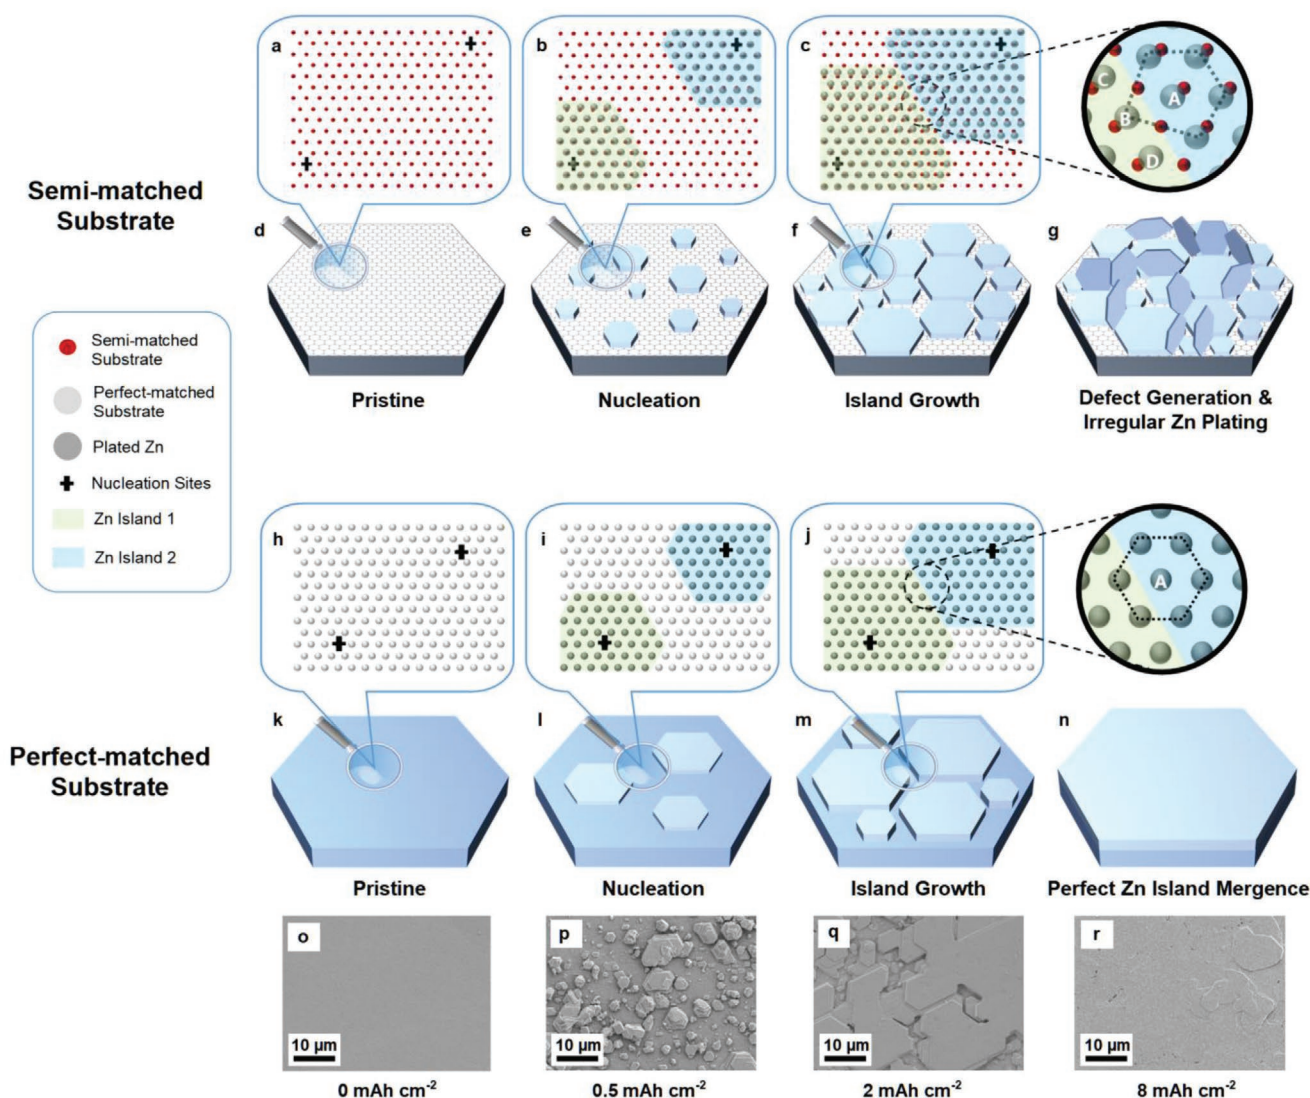 a
b
c
C
A
B
D
Semi-matched
Substrate
d
e
f
g
Pristine
Nucleation
Island Growth
Defect Generation &
Irregular Zn Plating
Semi-matched
Substrate
Perfect-matched
Substrate
Plated Zn
Nucleation Sites
Zn Island 1
Zn Island 2
h
i
j
A
Perfect-matched
Substrate
k
l
m
n
Pristine
Nucleation
Island Growth
Perfect Zn Island Mergence
o
p
q
r
10 μm
10 μm
10 μm
10 μm
0 mAh cm⁻²
0.5 mAh cm⁻²
2 mAh cm⁻²
8 mAh cm⁻²